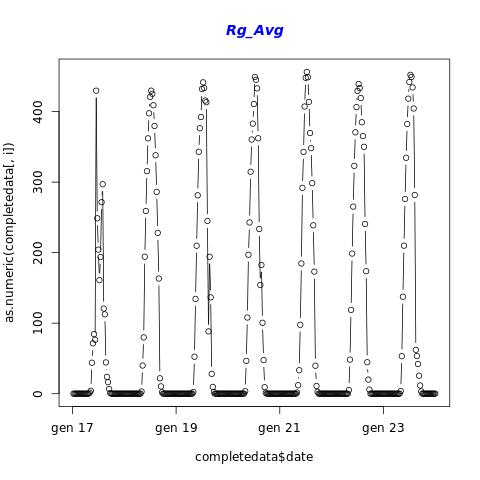 Rg_Avg
as.numeric(completedata[, i])
400
300
200
100
0
gen 17
gen 19
gen 21
gen 23
completedata$date